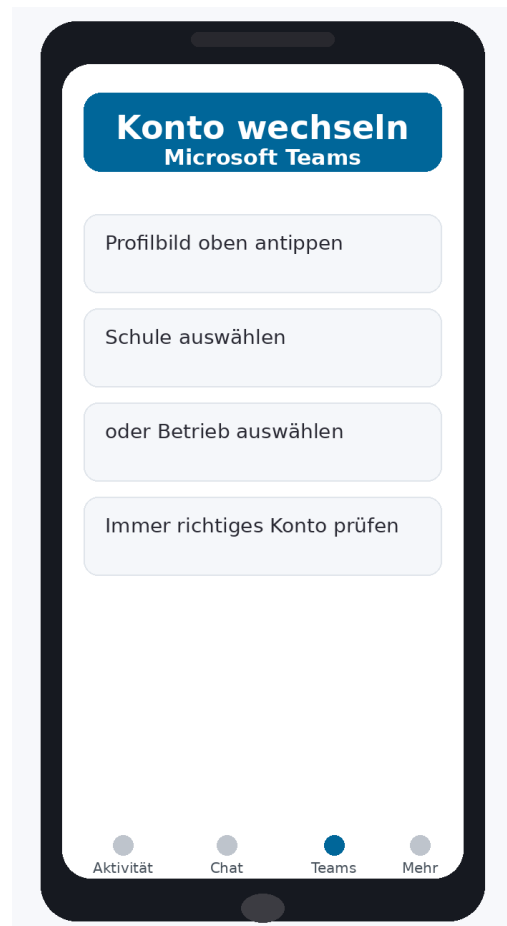 Konto wechseln
Microsoft Teams
Profilbild oben antippen
Schule auswählen
oder Betrieb auswählen
Immer richtiges Konto prüfen
Aktivität Chat Teams Mehr